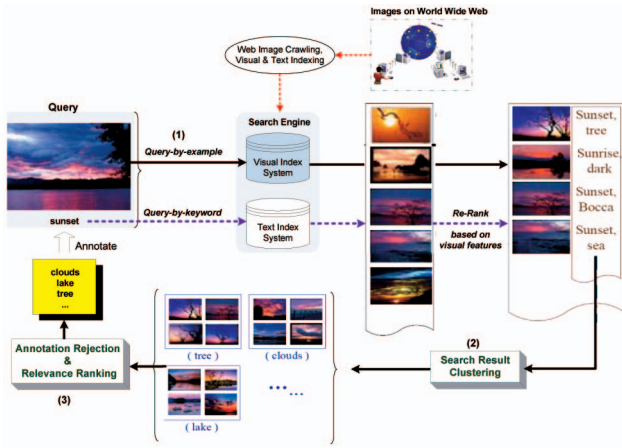 Images on World Wide Web
Web Image Crawling,
Visual & Text Indexing
Query
(1)
Query-by-example
Search Engine
Visual Index
System
sunset
Query-by-keyword
Text Index
System
Re-Rank
based on
visual features
Sunset,
tree
Sunrise,
dark
Sunset,
Bocca
Sunset,
sea
Annotate
clouds
lake
tree
...
Annotation Rejection
&
Relevance Ranking
(3)
( tree )
( clouds )
( lake )
......
(2)
Search Result
Clustering